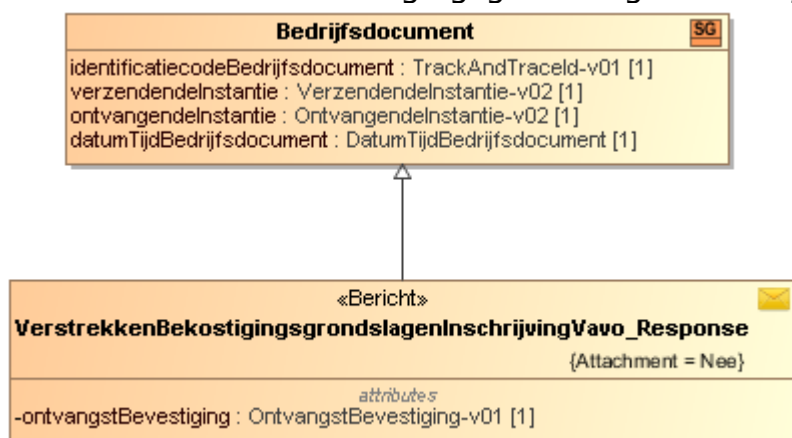 Bedrijfsdocument
SG
identificatiecodeBedrijfsdocument : TrackAndTraceId-v01 [1]
verzendendeInstantie : VerzendendeInstantie-v02 [1]
ontvangendeInstantie : OntvangendeInstantie-v02 [1]
datumTijdBedrijfsdocument : DatumTijdBedrijfsdocument [1]
«Bericht»
VerstrekkenBekostigingsgrondslagenInschrijvingVavo_Response
{Attachment = Nee}
attributes
-ontvangstBevestiging : OntvangstBevestiging-v01 [1]